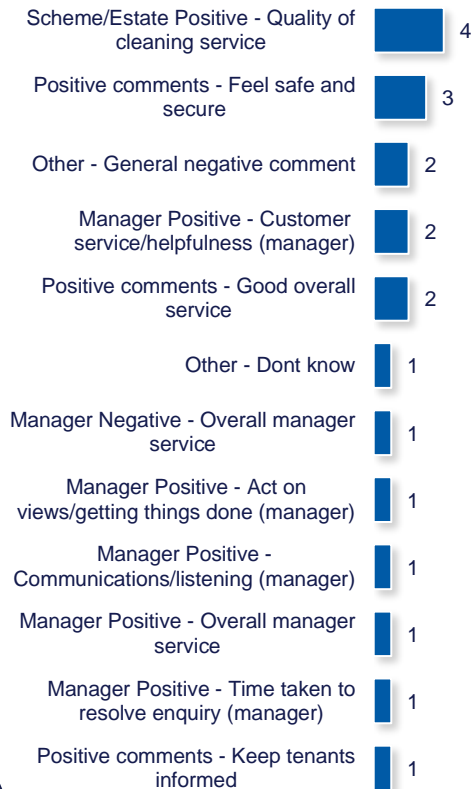 Scheme/Estate Positive - Quality of
cleaning service
4
Positive comments - Feel safe and
secure
3
Other - General negative comment
2
Manager Positive - Customer
service/helpfulness (manager)
2
Positive comments - Good overall
service
2
Other - Dont know
1
Manager Negative - Overall manager
service
1
Manager Positive - Act on
views/getting things done (manager)
1
Manager Positive -
Communications/listening (manager)
1
Manager Positive - Overall manager
service
1
Manager Positive - Time taken to
resolve enquiry (manager)
1
Positive comments - Keep tenants
informed
1